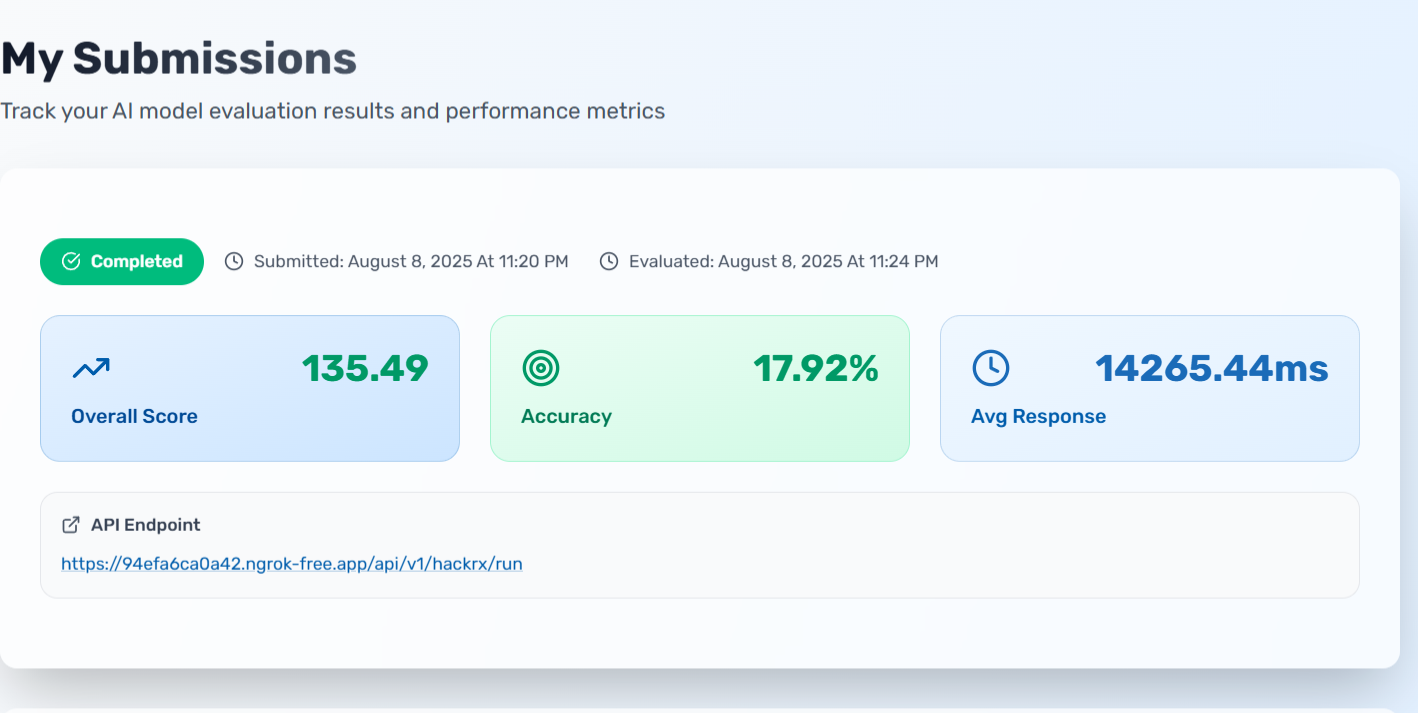 My Submissions
Track your AI model evaluation results and performance metrics
Completed Submitted: August 8, 2025 At 11:20 PM Evaluated: August 8, 2025 At 11:24 PM
135.49 17.92% 14265.44ms
Overall Score Accuracy Avg Response
API Endpoint
https://94efa6ca0a42.ngrok-free.app/api/v1/hackrx/run